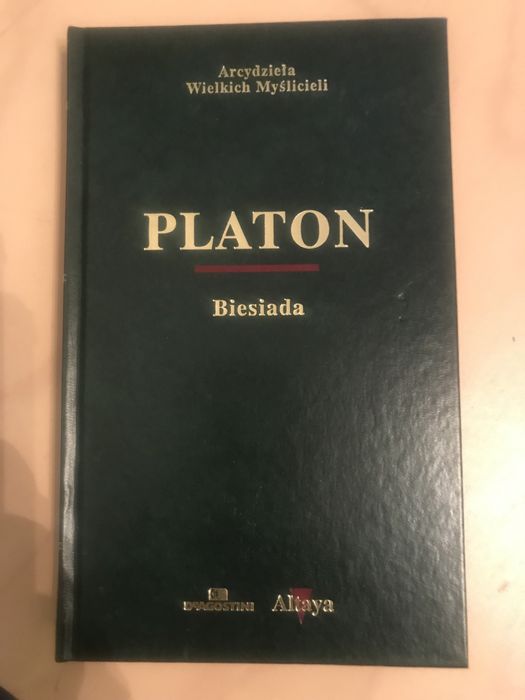 Arcydzieła
Wielkich Myślicieli
PLATON
Biesiada
DeAGOSTINI Altaya